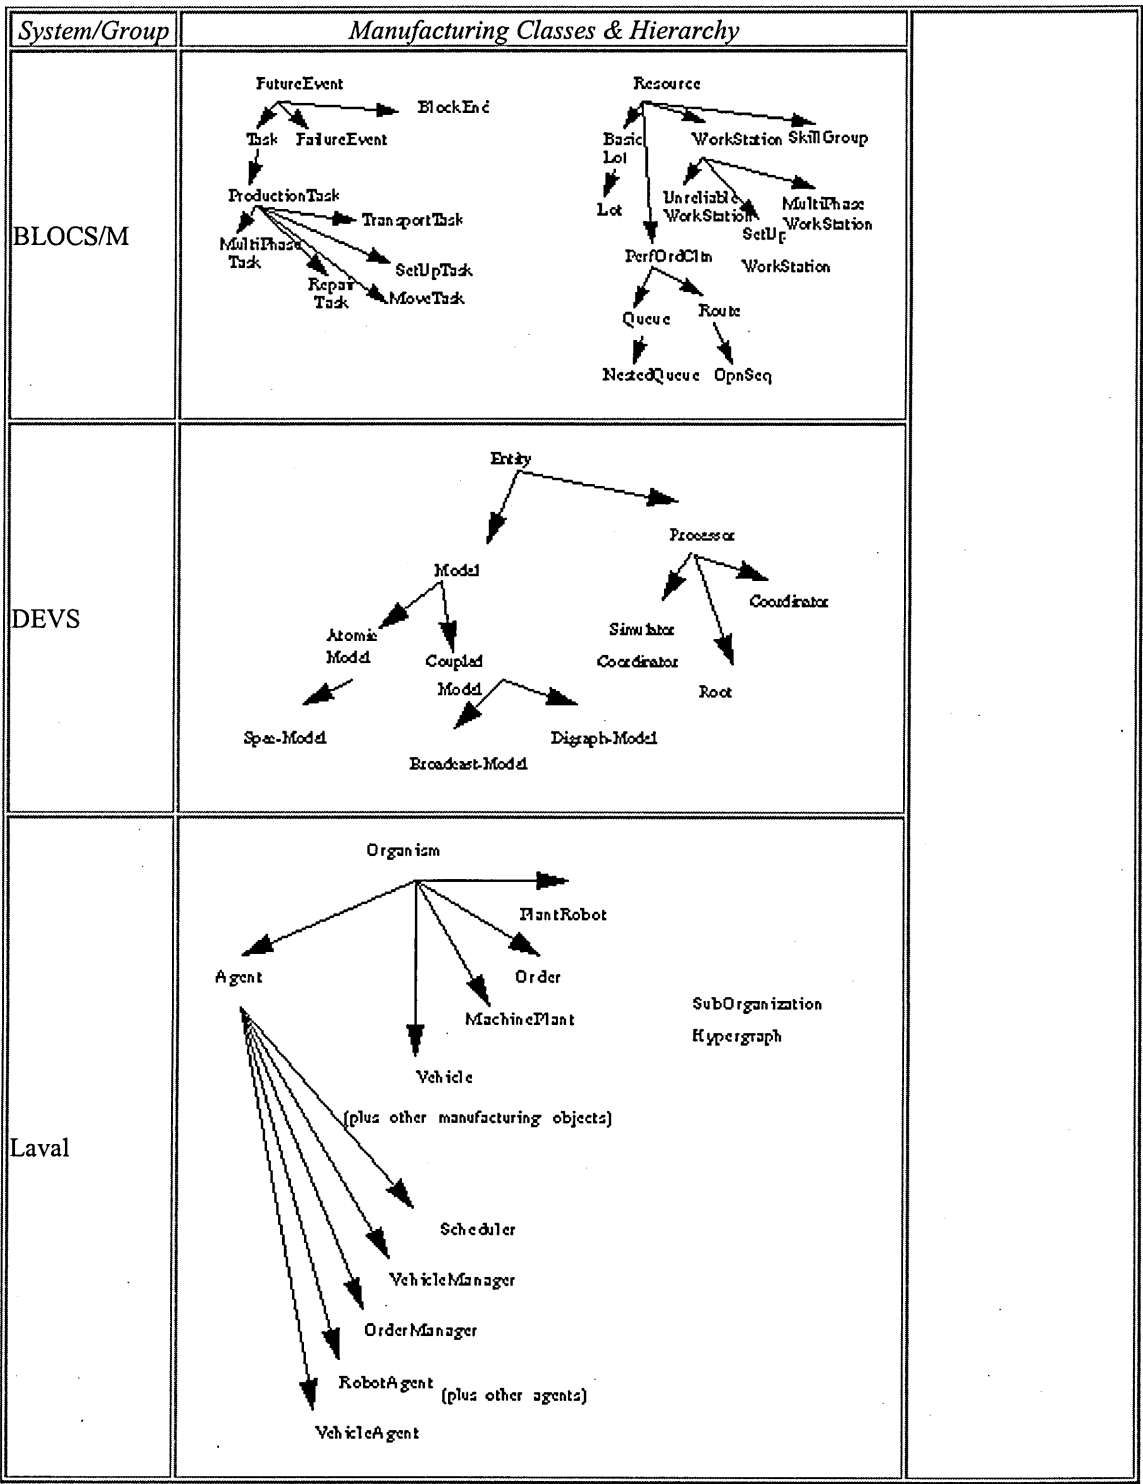 System/Group
Manufacturing Classes & Hierarchy
BLOCS/M
FutureEvent
BlockEnd
Task
FailureEvent
ProductionTask
TransportTask
MultiPhase
Task
SetUpTask
Repair
Task
MoveTask
Resource
Basic
Lot
WorkStation
SkillGroup
Lot
Unreliable
WorkStation
MultiPhase
WorkStation
SetUp
WorkStation
PerfOrdCltn
Queue
Route
NestedQueue
OpnSeq
DEVS
Entity
Processor
Model
Coordinator
Atomic
Model
Coupled
Model
Simulator
Coordinator
Root
Spec-Model
Digraph-Model
Broadcast-Model
Laval
Organism
PlantRobot
Agent
Order
MachinePlant
SubOrganization
Hypergraph
Vehicle
(plus other manufacturing objects)
Scheduler
VehicleManager
OrderManager
RobotAgent
(plus other agents)
VehicleAgent